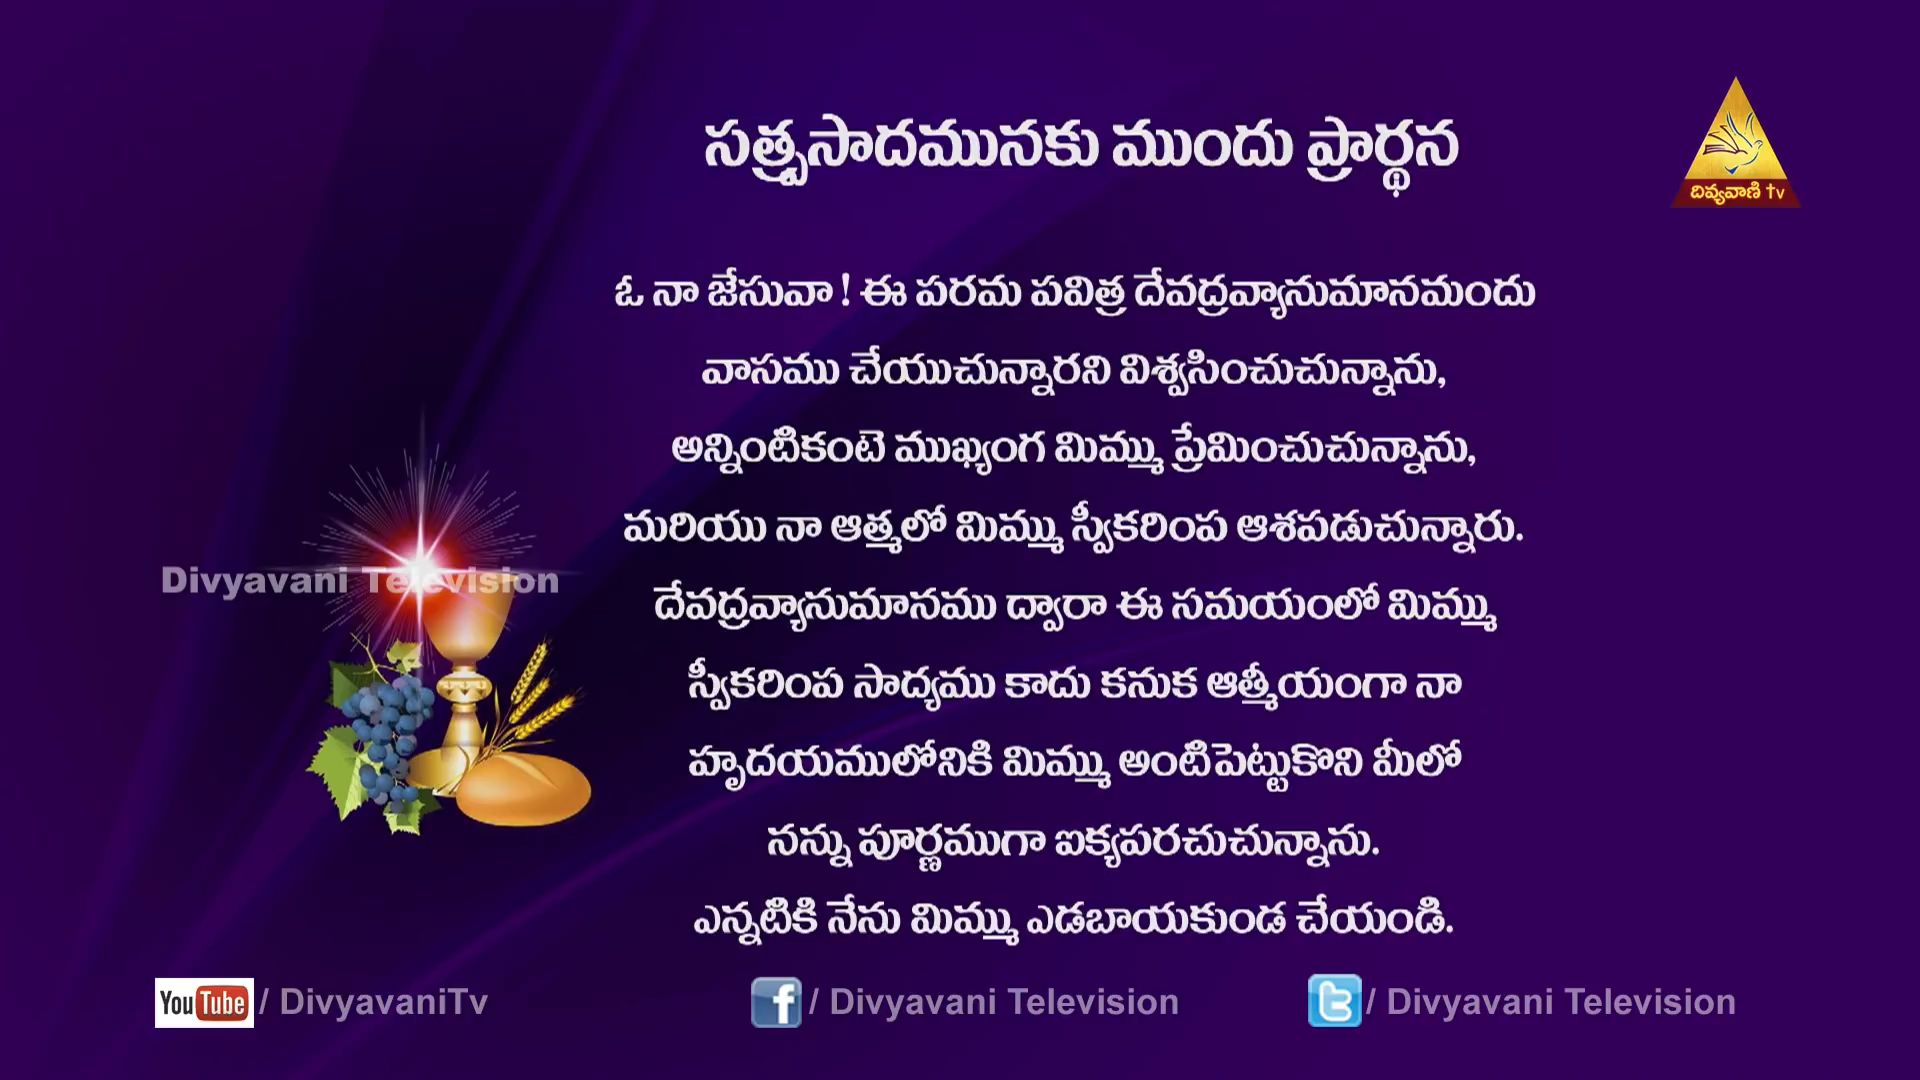 సత్ప్రసాదమునకు ముందు ప్రార్థన
దివ్యవాణి tv
ఓ నా జేసువా ! ఈ పరమ పవిత్ర దేవద్రవ్యానుమానమందు
వాసము చేయుచున్నారని విశ్వసించుచున్నాను,
అన్నింటికంటె ముఖ్యంగ మిమ్ము ప్రేమించుచున్నాను,
మరియు నా ఆత్మలో మిమ్ము స్వీకరింప ఆశపడుచున్నారు.
దేవద్రవ్యానుమానము ద్వారా ఈ సమయంలో మిమ్ము
స్వీకరింప సాద్యము కాదు కనుక ఆత్మీయంగా నా
హృదయములోనికి మిమ్ము అంటిపెట్టుకొని మీలో
నన్ను పూర్ణముగా ఐక్యపరచుచున్నాను.
ఎన్నటికి నేను మిమ్ము ఎడబాయకుండ చేయండి.
Divyavani Television
YouTube / DivyavaniTv
f / Divyavani Television
t / Divyavani Television